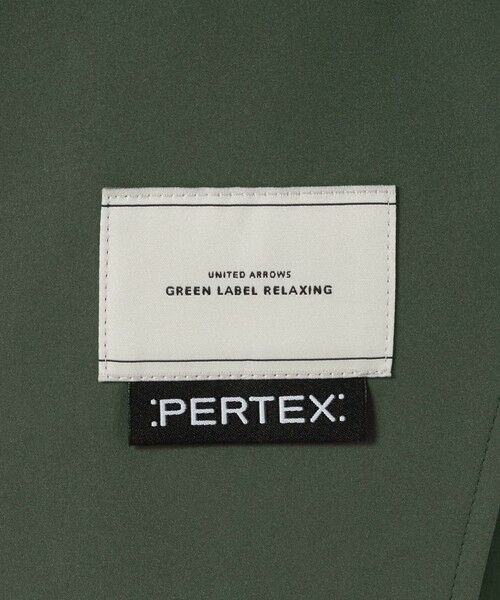 UNITED ARROWS
GREEN LABEL RELAXING
:PERTEX: